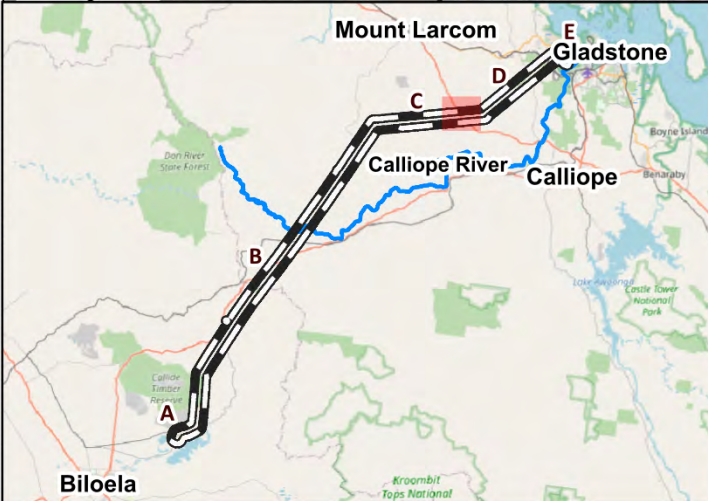 Mount Larcom
E
Gladstone
D
C
Boyne Island
Don River
State Forest
Calliope River
Calliope
Benaraby
B
Lake Awoonga
Castle Tower
National
Park
Callide
Timber
Reserve
A
Biloela
Kroombit
Tops National